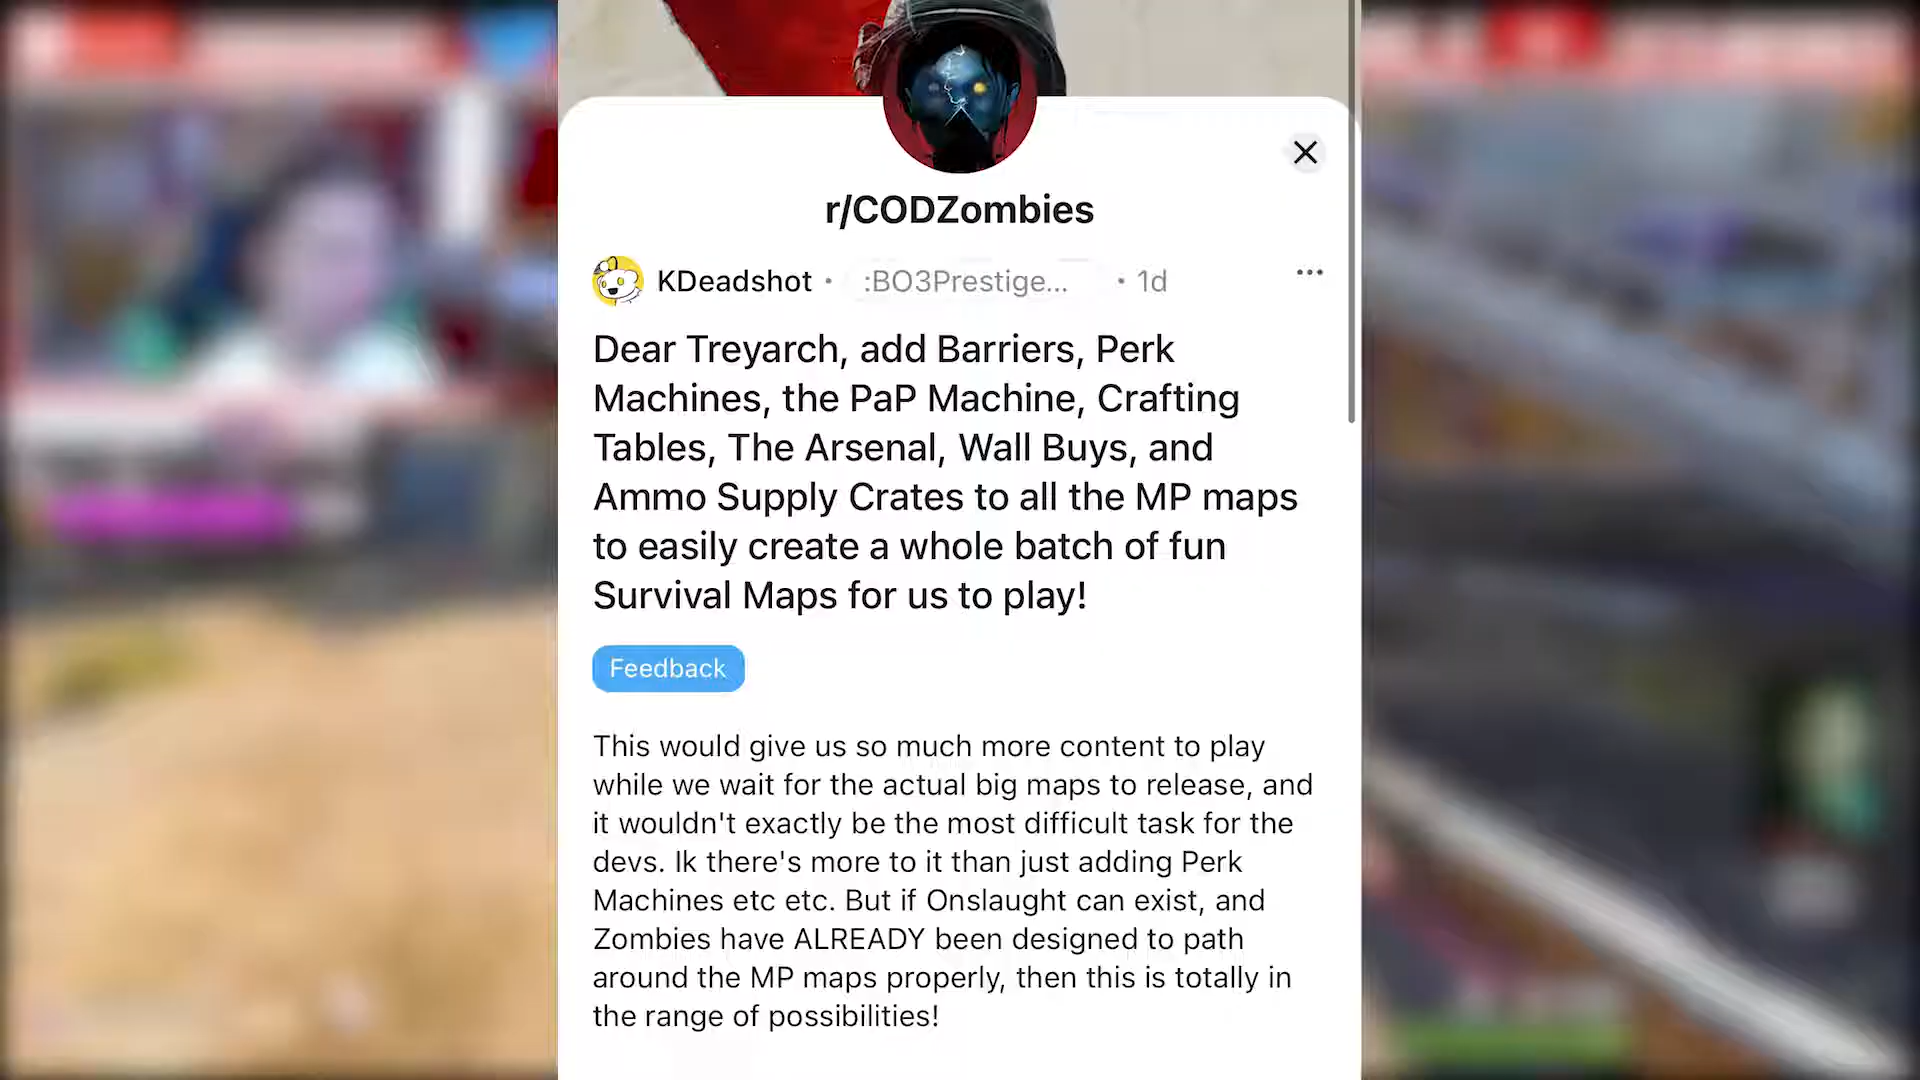 r/CODZombies
KDeadshot • :BO3Prestige... • 1d
Dear Treyarch, add Barriers, Perk
Machines, the PaP Machine, Crafting
Tables, The Arsenal, Wall Buys, and
Ammo Supply Crates to all the MP maps
to easily create a whole batch of fun
Survival Maps for us to play!
Feedback
This would give us so much more content to play
while we wait for the actual big maps to release, and
it wouldn't exactly be the most difficult task for the
devs. Ik there's more to it than just adding Perk
Machines etc etc. But if Onslaught can exist, and
Zombies have ALREADY been designed to path
around the MP maps properly, then this is totally in
the range of possibilities!